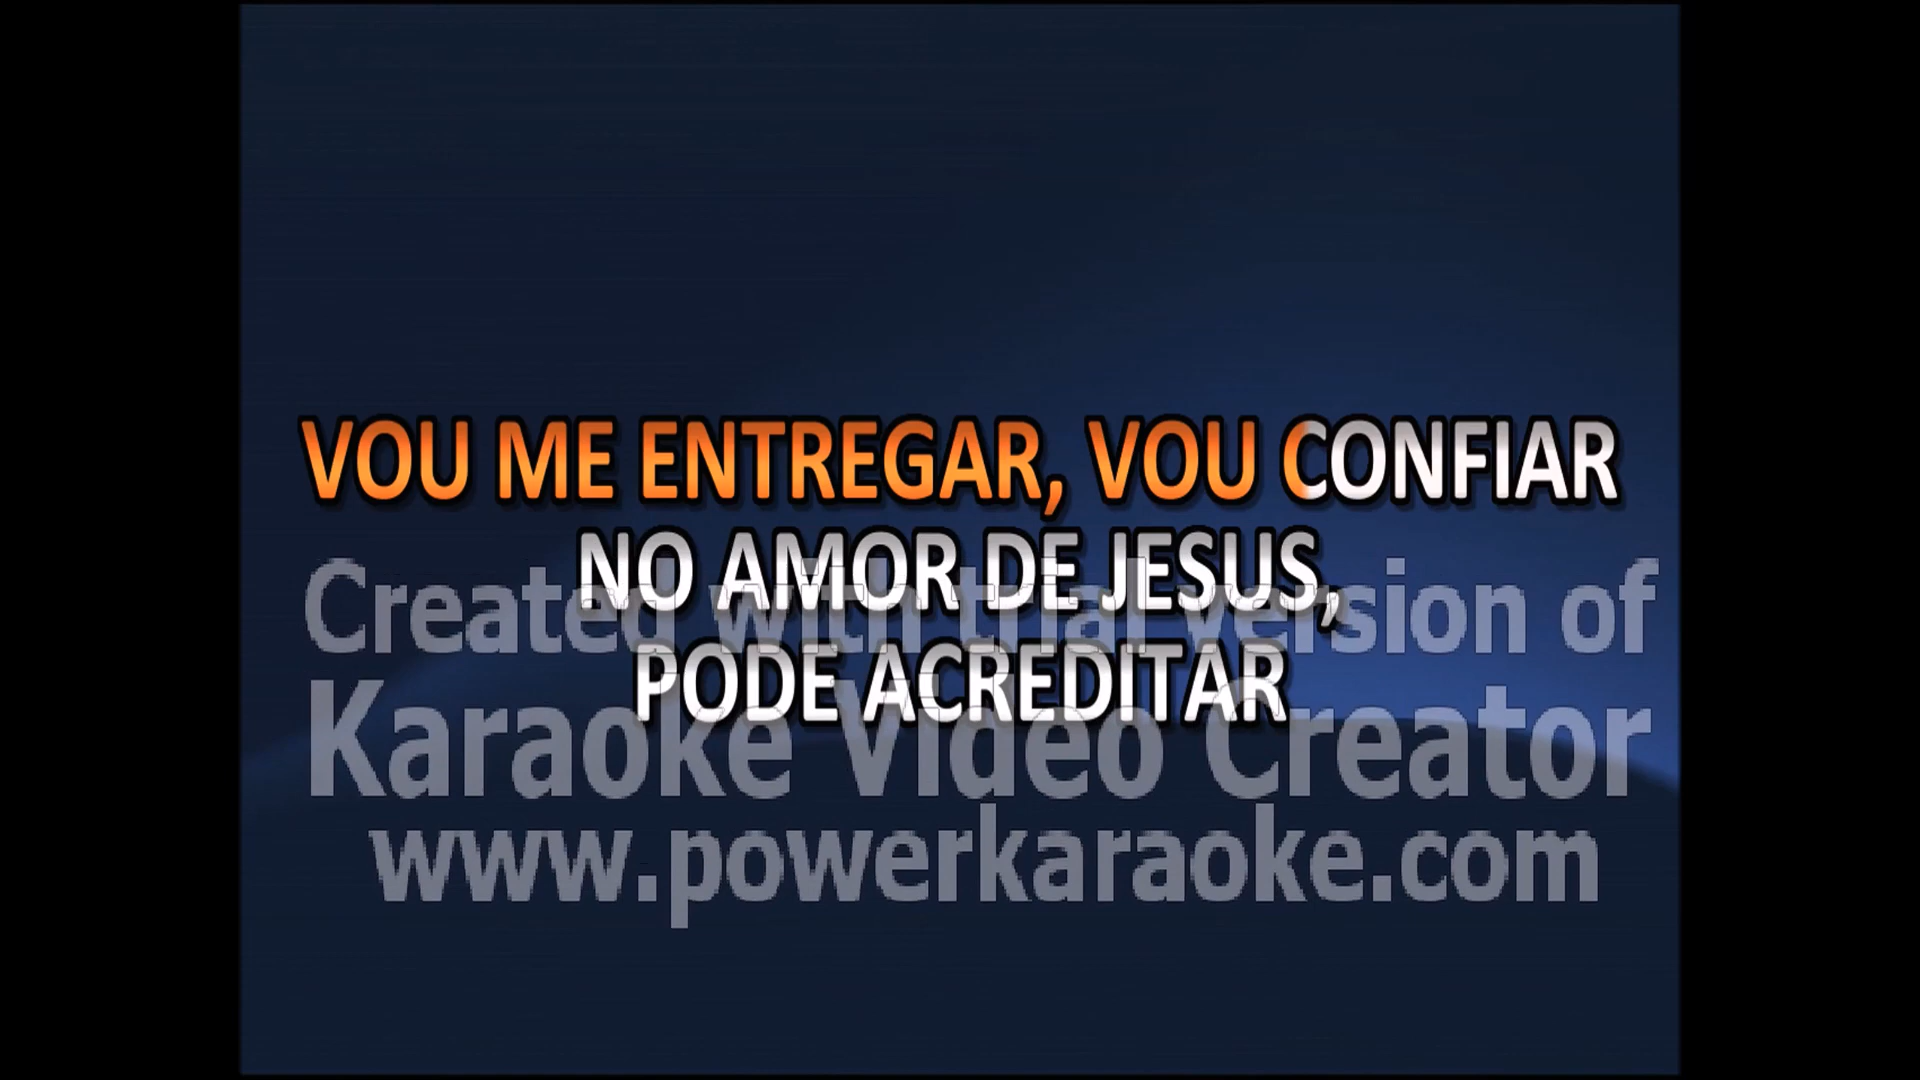 VOU ME ENTREGAR, VOU CONFIAR
NO AMOR DE JESUS,
Created with trial version of
PODE ACREDITAR
Karaoke Video Creator
www.powerkaraoke.com